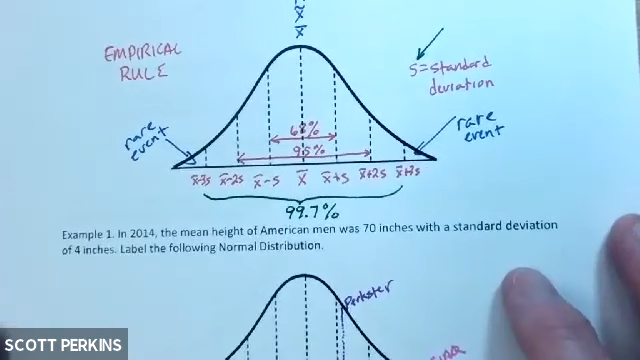 x̃
x̄
EMPIRICAL
RULE
s=standard
deviation
rare
event
rare
event
68%
95%
x̄-3s x̄-2s x̄-s x̄ x̄+s x̄+2s x̄+3s
99.7%
Example 1. In 2014, the mean height of American men was 70 inches with a standard deviation
of 4 inches. Label the following Normal Distribution.
SCOTT PERKINS